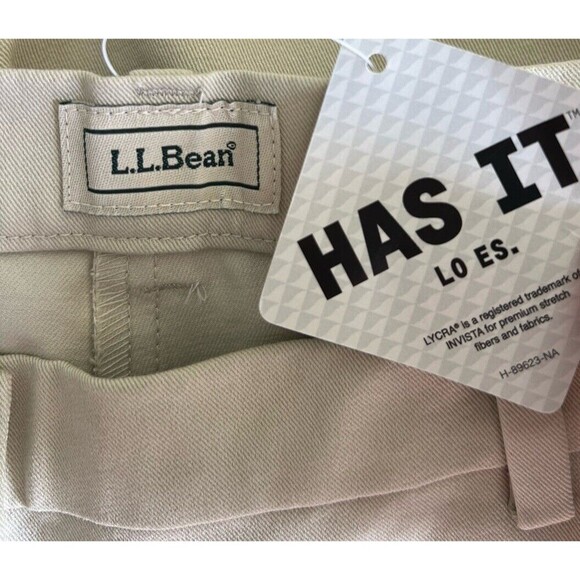 L.L.Bean®
HAS IT™
LO ES.
LYCRA® is a registered trademark of
INVISTA for premium stretch
fibers and fabrics.
H-89623-NA